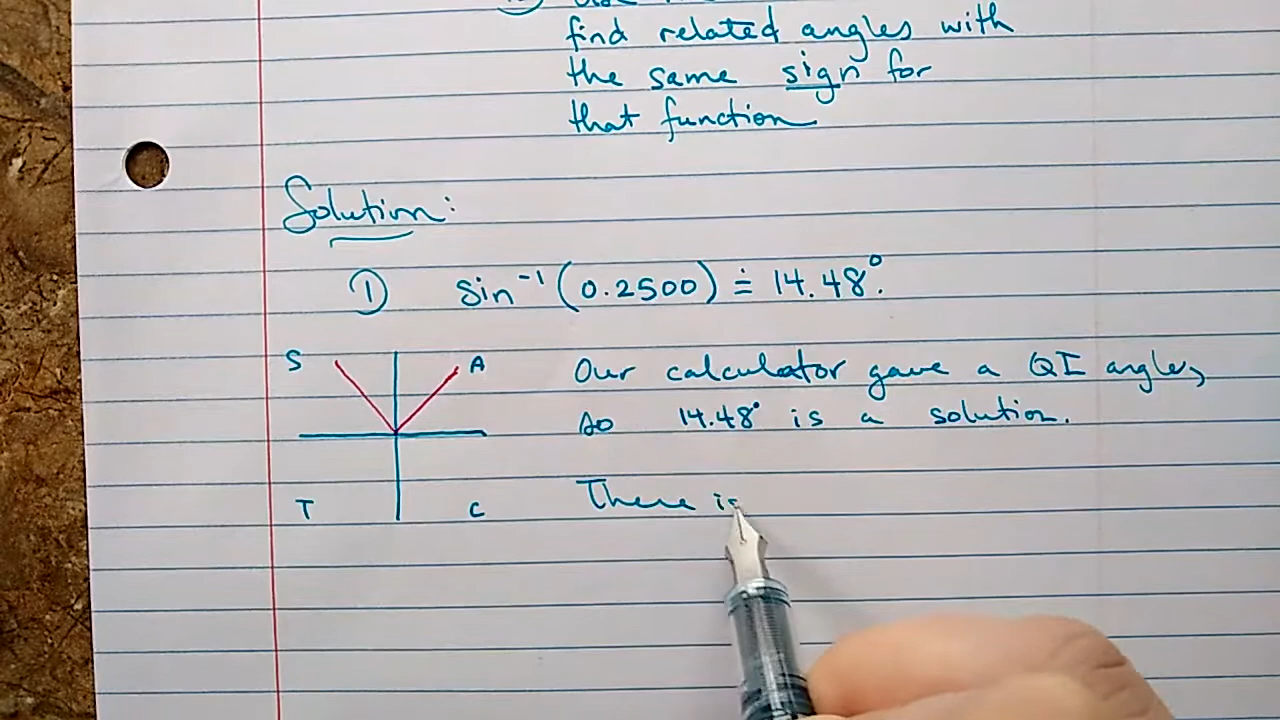 find related angles with
the same sign for
that function
Solution:
① sin⁻¹(0.2500) ≐ 14.48°.
S A
Our calculator gave a QI angle,
so 14.48° is a solution.
T C
There is